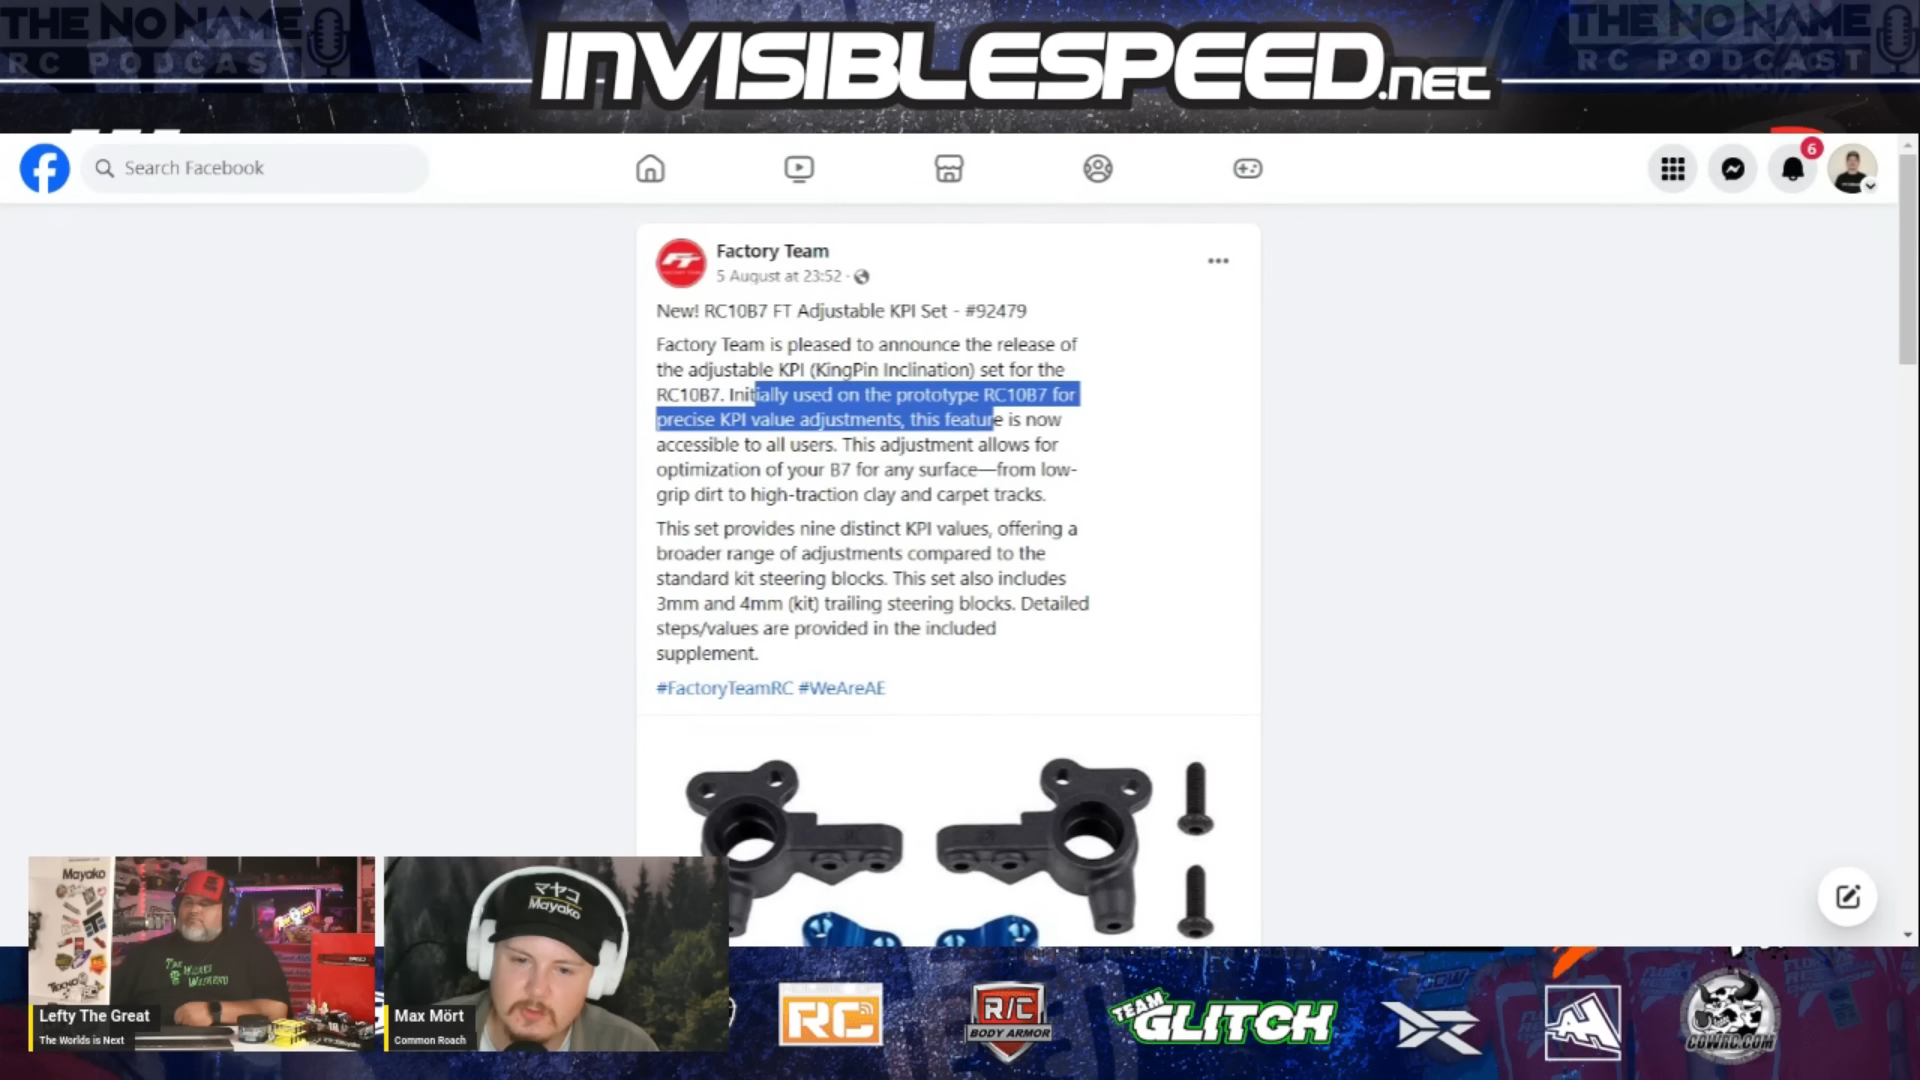 THE NO NAME
RC PODCAST
INVISIBLESPEED.net
THE NO NAME
RC PODCAST
Search Facebook
6
Factory Team
5 August at 23:52 ·
New! RC10B7 FT Adjustable KPI Set - #92479
Factory Team is pleased to announce the release of
the adjustable KPI (KingPin Inclination) set for the
RC10B7. Initially used on the prototype RC10B7 for
precise KPI value adjustments, this feature is now
accessible to all users. This adjustment allows for
optimization of your B7 for any surface—from low-
grip dirt to high-traction clay and carpet tracks.
This set provides nine distinct KPI values, offering a
broader range of adjustments compared to the
standard kit steering blocks. This set also includes
3mm and 4mm (kit) trailing steering blocks. Detailed
steps/values are provided in the included
supplement.
#FactoryTeamRC #WeAreAE
Mayako
マヤコ
Mayako
Lefty The Great
The Worlds is Next
Max Mört
Common Roach
RC
R/C
BODY ARMOR
TEAM
GLITCH
COWRC.COM